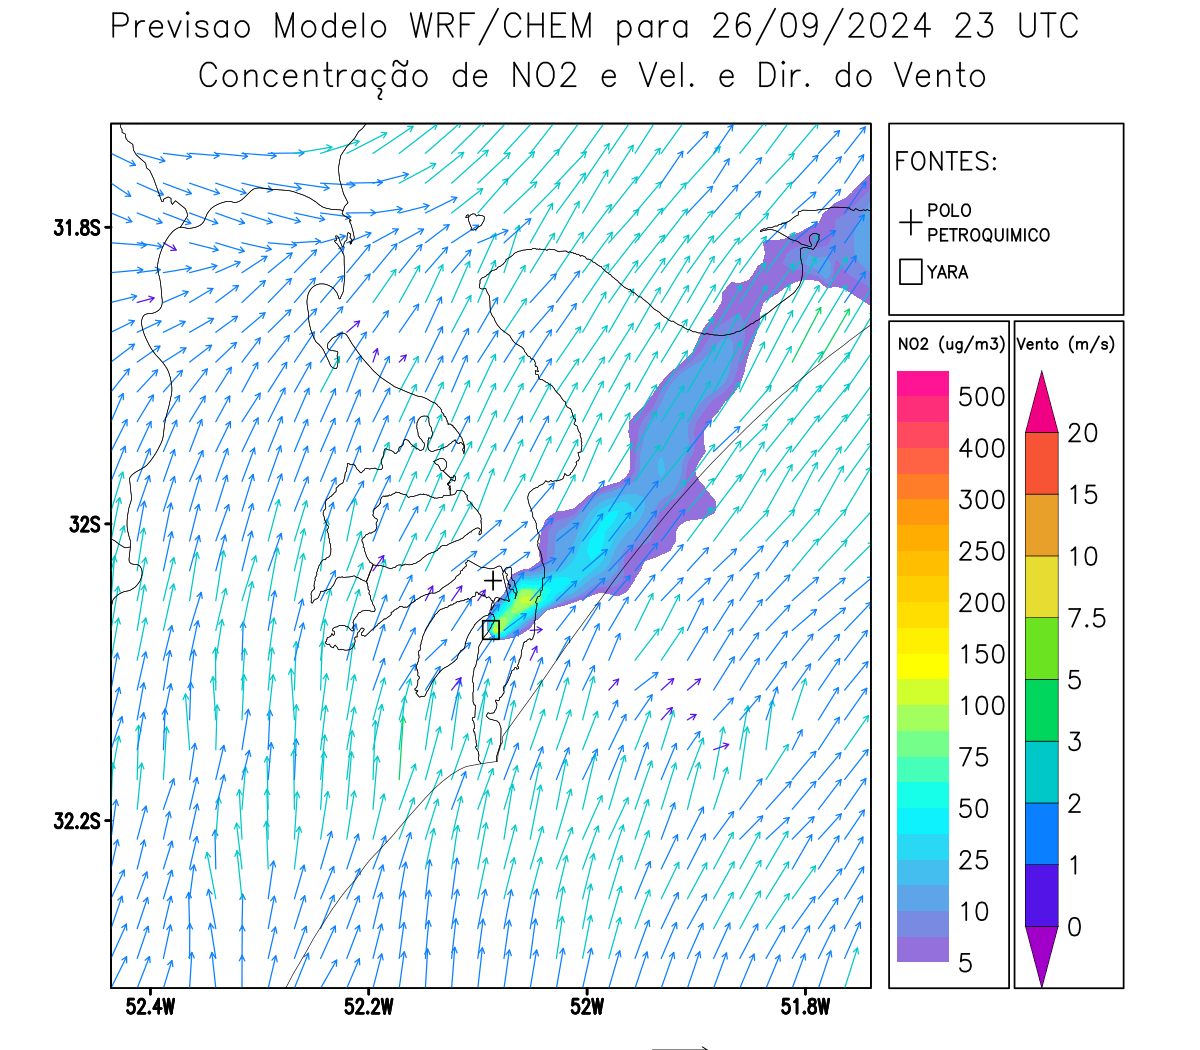 Previsao Modelo WRF/CHEM para 26/09/2024 23 UTC
Concentração de NO2 e Vel. e Dir. do Vento
FONTES:
POLO
PETROQUIMICO
YARA
31.8S
32S
32.2S
52.4W
52.2W
52W
51.8W
NO2 (ug/m3)
500
400
300
250
200
150
100
75
50
25
10
5
Vento (m/s)
20
15
10
7.5
5
3
2
1
0